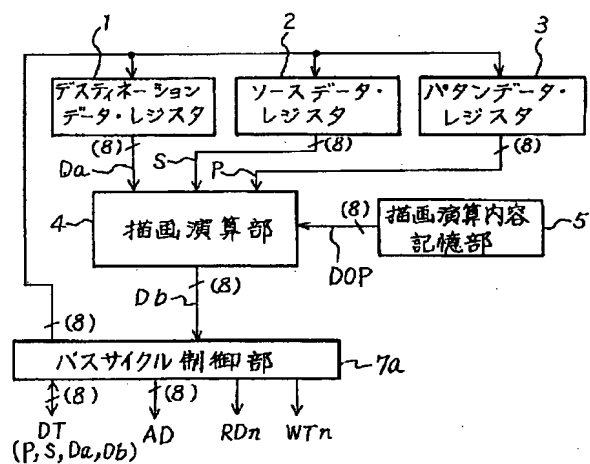 1
2
3
デスティネーション
データ・レジスタ
ソースデータ・
レジスタ
パタンデータ・
レジスタ
(8)
Da
S
(8)
P
(8)
4
描画演算部
(8)
DOP
描画演算内容
記憶部
5
Db
(8)
(8)
バスサイクル制御部
7a
(8)
(8)
DT
(P,S,Da,Db)
AD
RDn
WTn